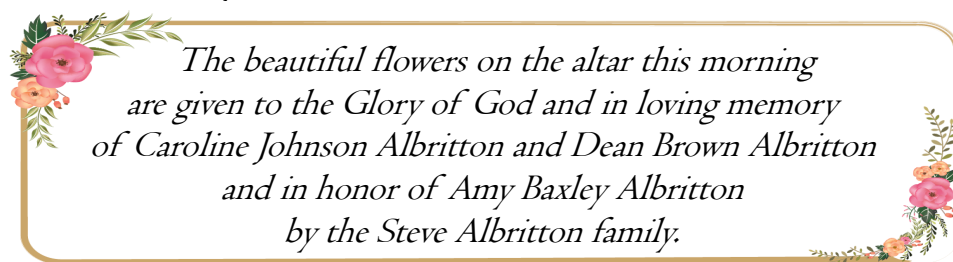 The beautiful flowers on the altar this morning
are given to the Glory of God and in loving memory
of Caroline Johnson Albritton and Dean Brown Albritton
and in honor of Amy Baxley Albritton
by the Steve Albritton family.